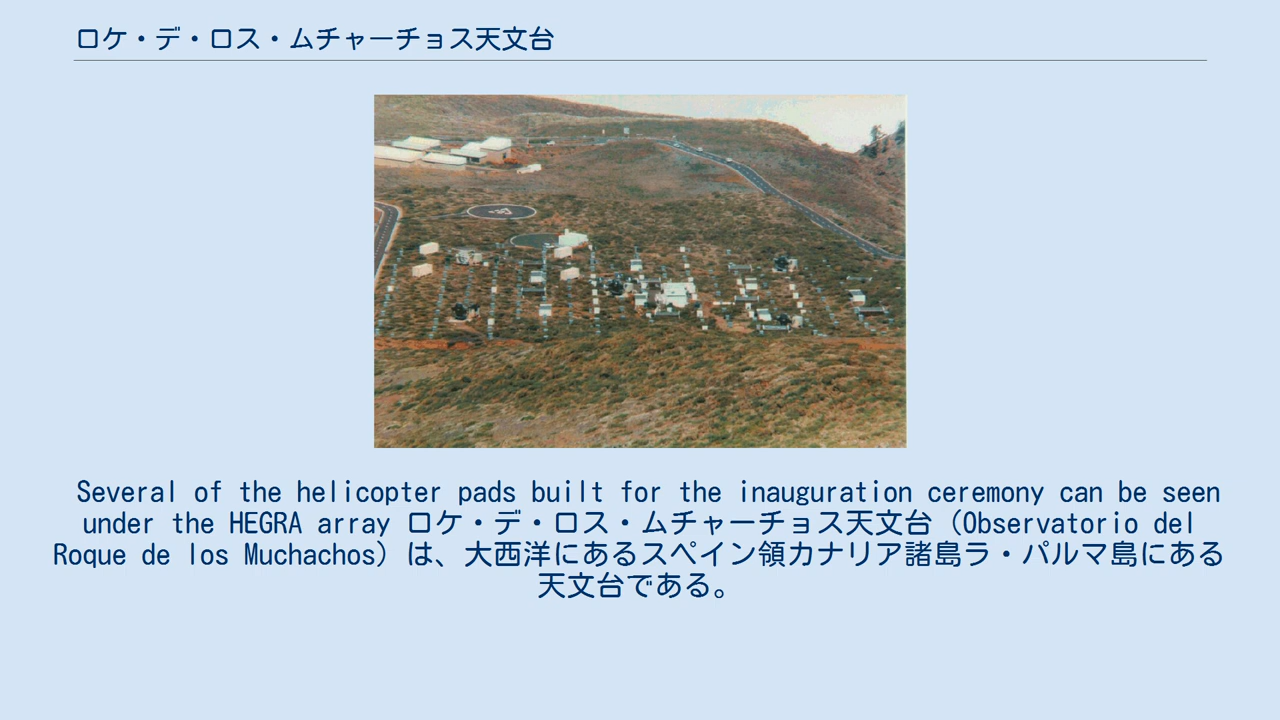 ロケ・デ・ロス・ムチャーチョス天文台
Several of the helicopter pads built for the inauguration ceremony can be seen
under the HEGRA array ロケ・デ・ロス・ムチャーチョス天文台（Observatorio del
Roque de los Muchachos）は、大西洋にあるスペイン領カナリア諸島ラ・パルマ島にある
天文台である。